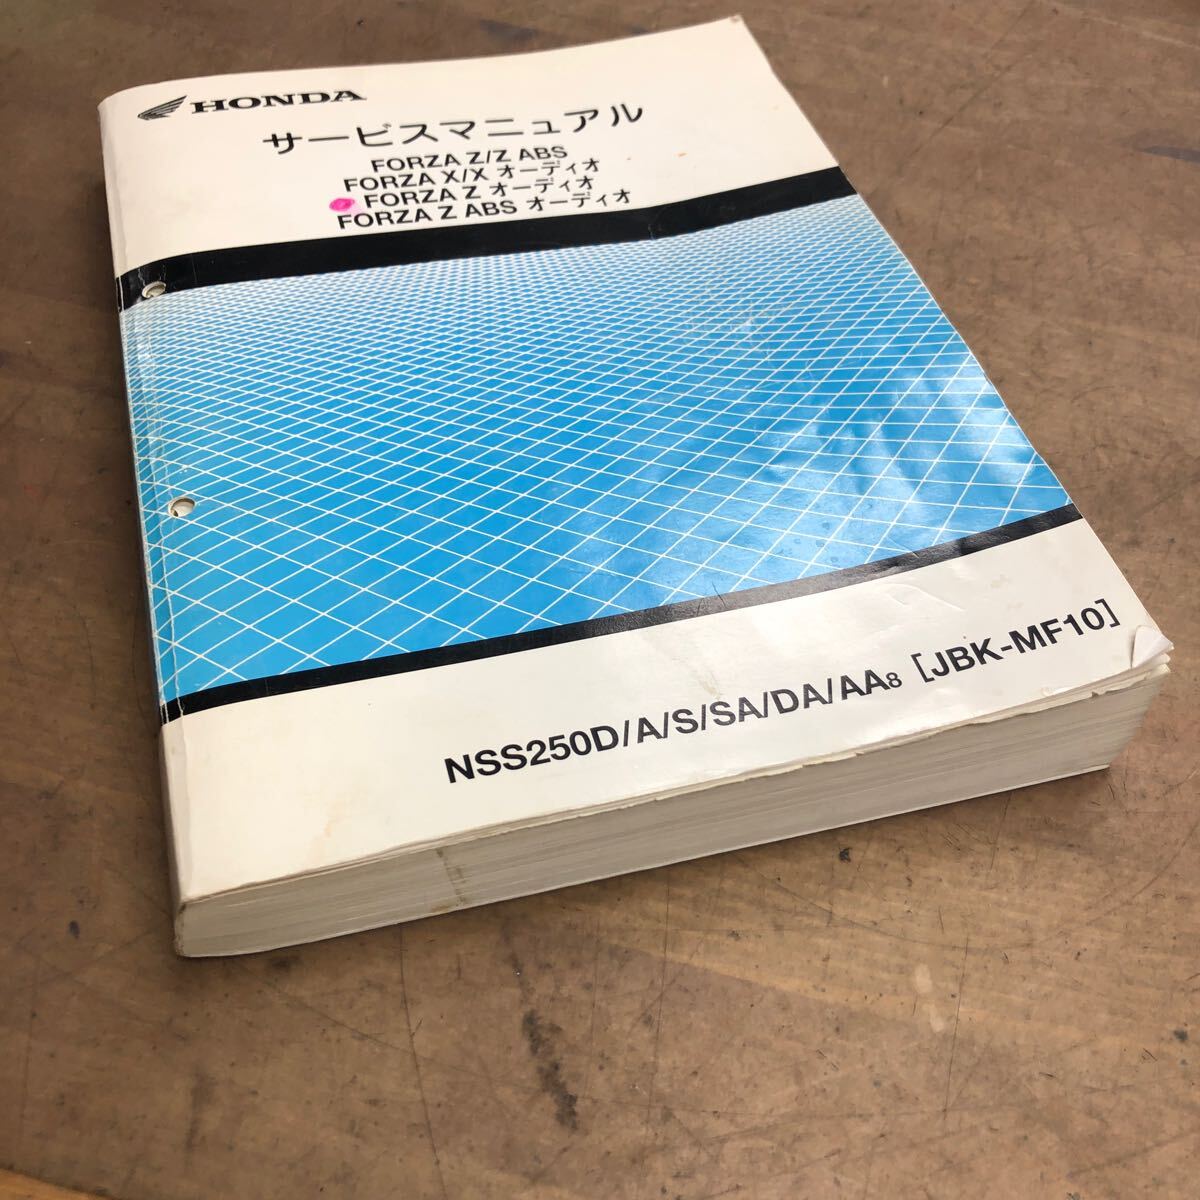 HONDA
サービスマニュアル
FORZA Z/Z ABS
FORZA X/X オーディオ
FORZA Z オーディオ
FORZA Z ABS オーディオ
NSS250D/A/S/SA/DA/AA8 [JBK-MF10]